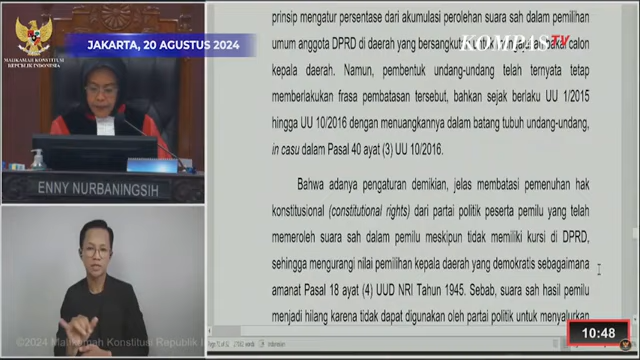 MAHKAMAH KONSTITUSI
REPUBLIK INDONESIA
JAKARTA, 20 AGUSTUS 2024
KOMPAS TV
ENNY NURBANINGSIH
prinsip mengatur persentase dari akumulasi perolehan suara sah dalam pemilihan
umum anggota DPRD di daerah yang bersangkutan untuk mengajukan bakal calon
kepala daerah. Namun, pembentuk undang-undang telah ternyata tetap
memberlakukan frasa pembatasan tersebut, bahkan sejak berlaku UU 1/2015
hingga UU 10/2016 dengan menuangkannya dalam batang tubuh undang-undang,
in casu dalam Pasal 40 ayat (3) UU 10/2016.
Bahwa adanya pengaturan demikian, jelas membatasi pemenuhan hak
konstitusional (constitutional rights) dari partai politik peserta pemilu yang telah
memeroleh suara sah dalam pemilu meskipun tidak memiliki kursi di DPRD,
sehingga mengurangi nilai pemilihan kepala daerah yang demokratis sebagaimana
amanat Pasal 18 ayat (4) UUD NRI Tahun 1945. Sebab, suara sah hasil pemilu
menjadi hilang karena tidak dapat digunakan oleh partai politik untuk menyalurkan
©2024 Mahkamah Konstitusi Republik
words
Indonesian
10:48